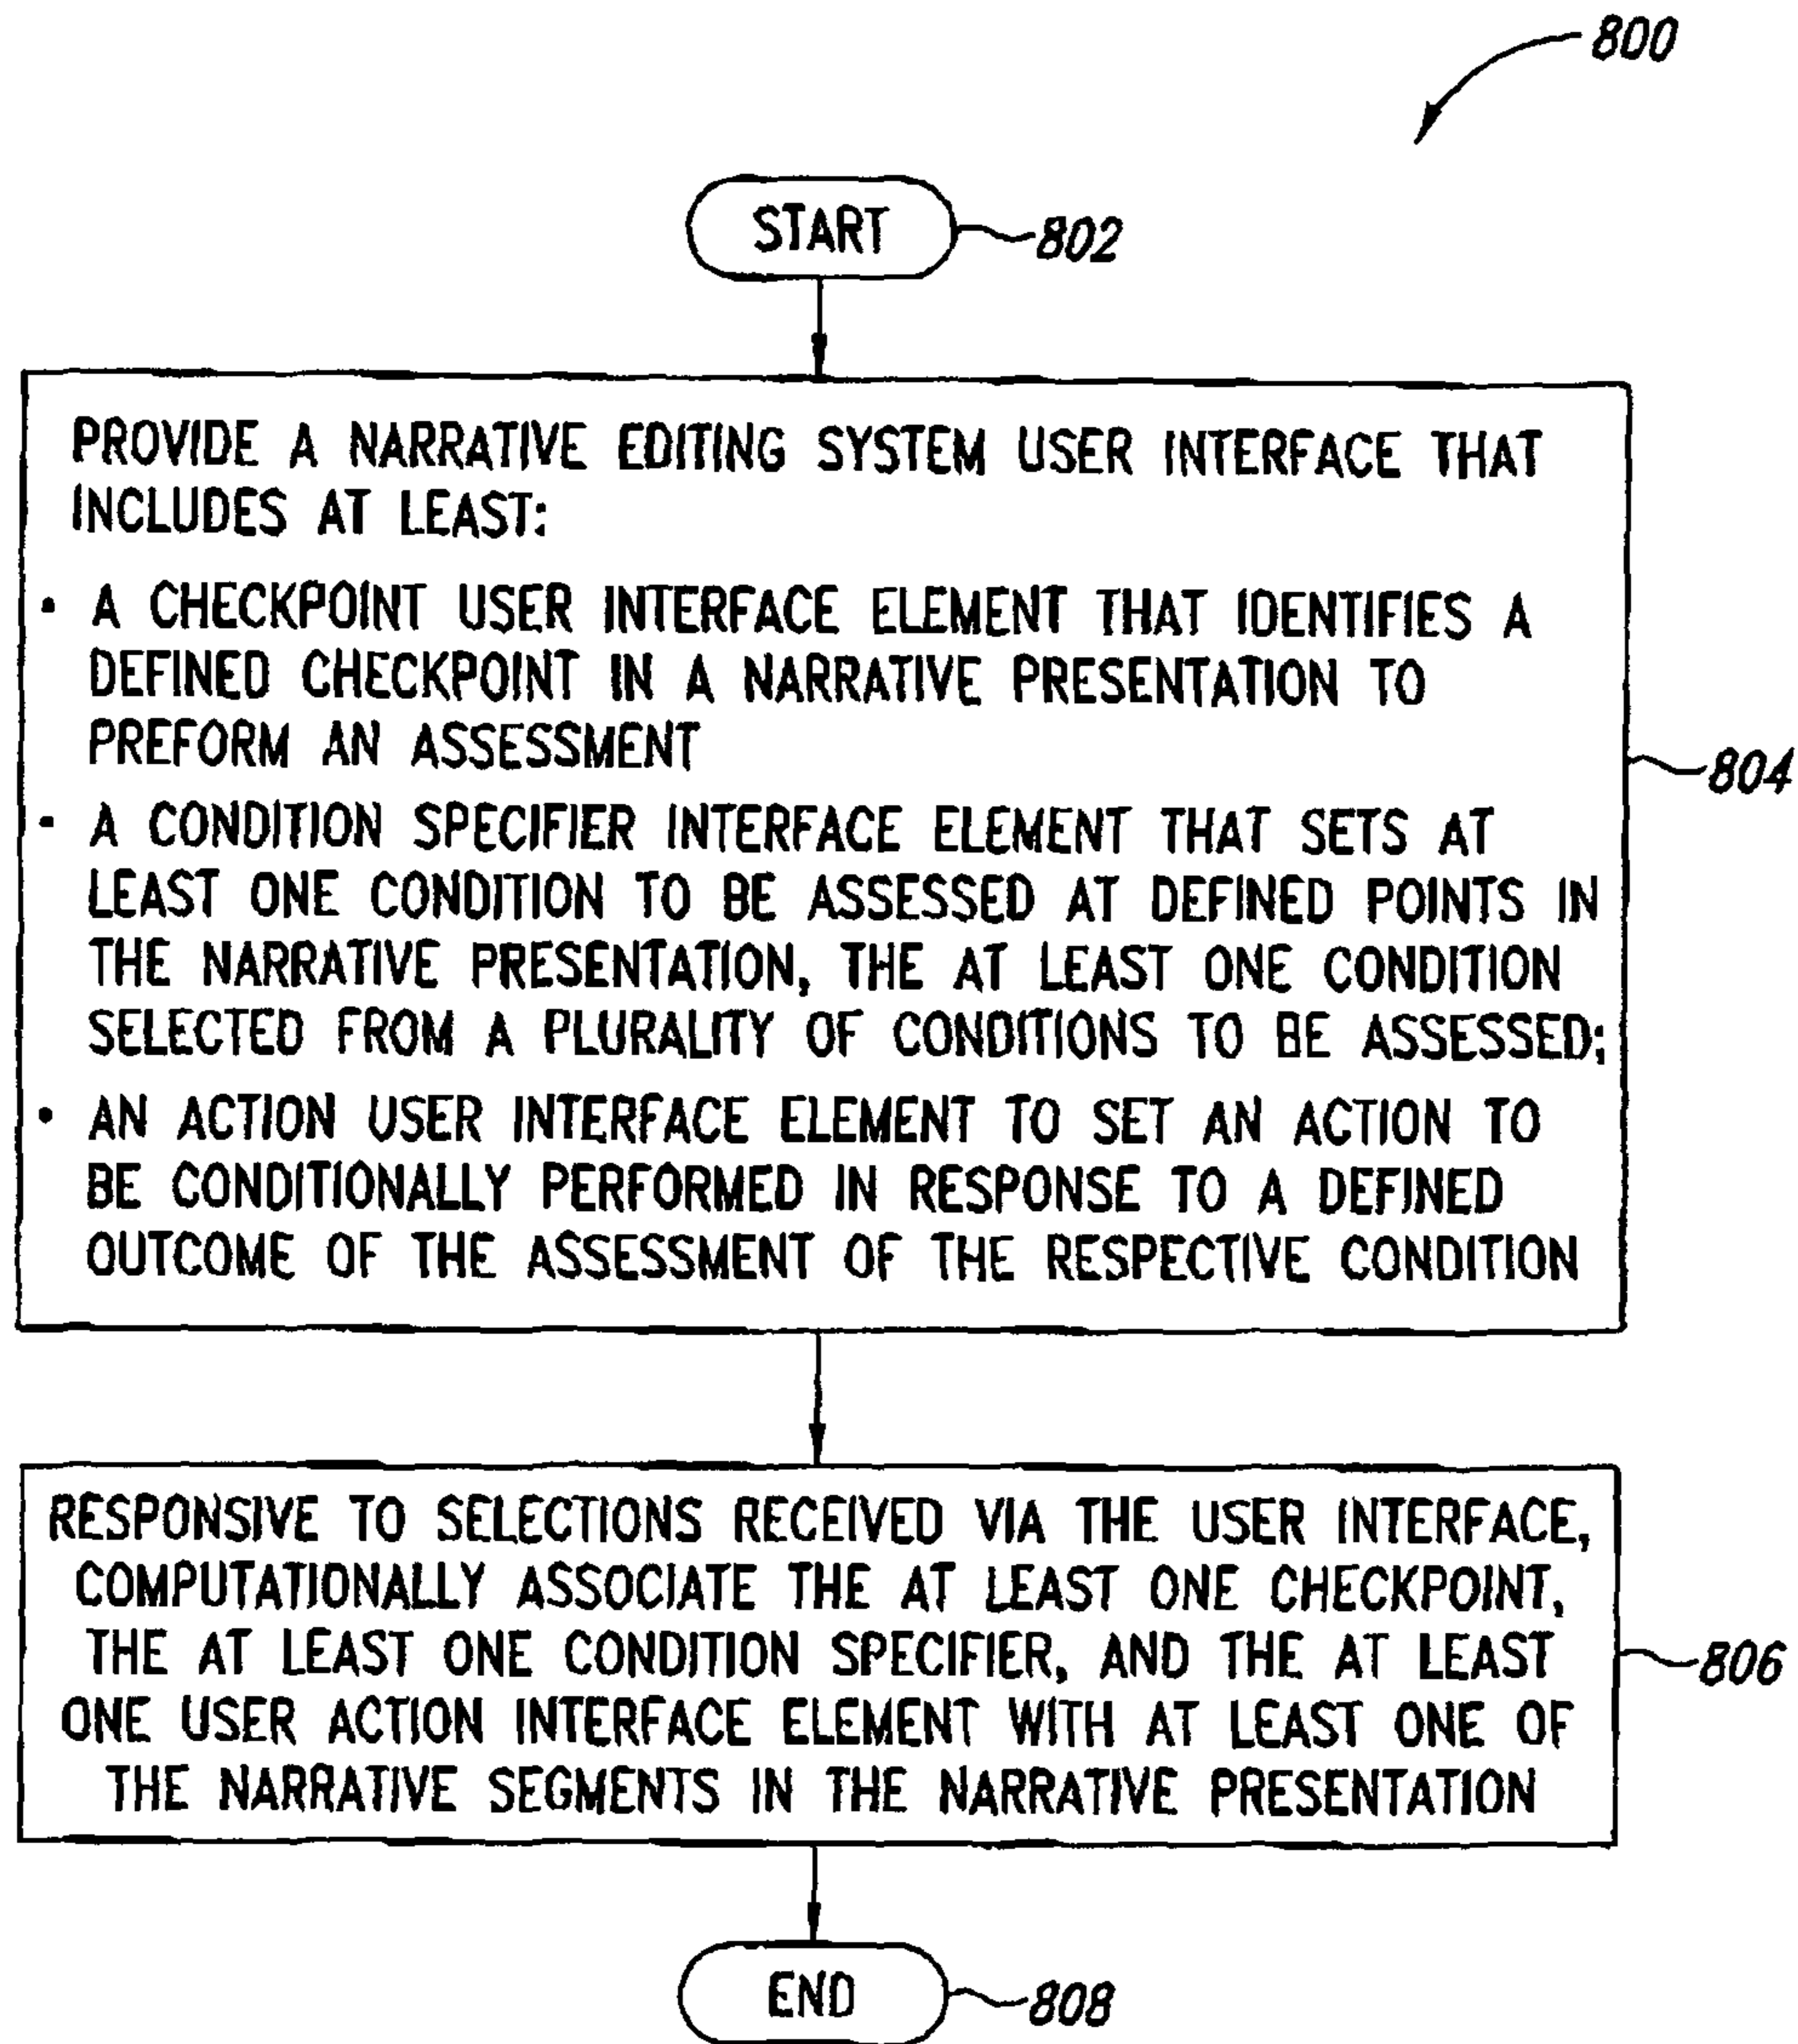 800
START
802
PROVIDE A NARRATIVE EDITING SYSTEM USER INTERFACE THAT
INCLUDES AT LEAST:
• A CHECKPOINT USER INTERFACE ELEMENT THAT IDENTIFIES A
DEFINED CHECKPOINT IN A NARRATIVE PRESENTATION TO
PREFORM AN ASSESSMENT
• A CONDITION SPECIFIER INTERFACE ELEMENT THAT SETS AT
LEAST ONE CONDITION TO BE ASSESSED AT DEFINED POINTS IN
THE NARRATIVE PRESENTATION, THE AT LEAST ONE CONDITION
SELECTED FROM A PLURALITY OF CONDITIONS TO BE ASSESSED;
• AN ACTION USER INTERFACE ELEMENT TO SET AN ACTION TO
BE CONDITIONALLY PERFORMED IN RESPONSE TO A DEFINED
OUTCOME OF THE ASSESSMENT OF THE RESPECTIVE CONDITION
804
RESPONSIVE TO SELECTIONS RECEIVED VIA THE USER INTERFACE,
COMPUTATIONALLY ASSOCIATE THE AT LEAST ONE CHECKPOINT,
THE AT LEAST ONE CONDITION SPECIFIER, AND THE AT LEAST
ONE USER ACTION INTERFACE ELEMENT WITH AT LEAST ONE OF
THE NARRATIVE SEGMENTS IN THE NARRATIVE PRESENTATION
806
END
808